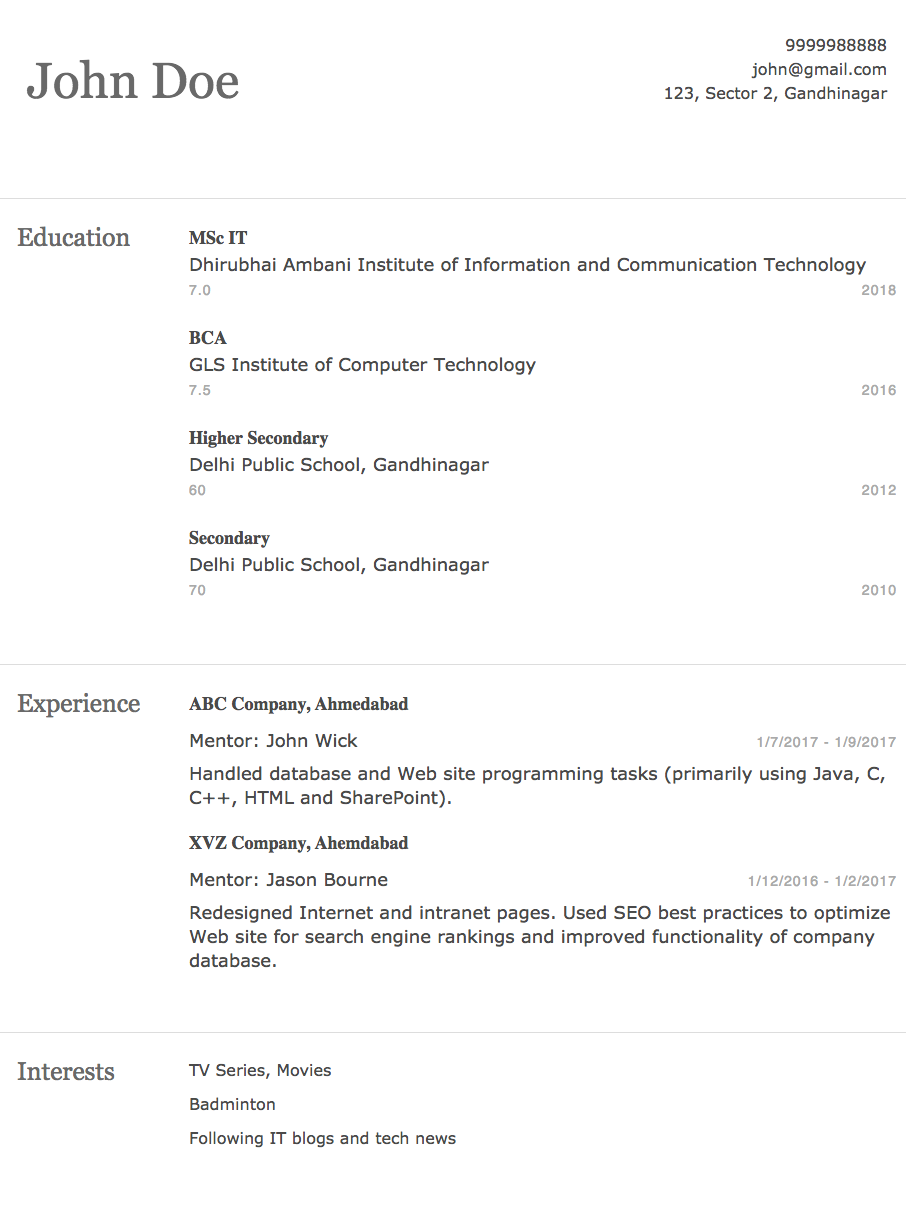 John Doe
9999988888
john@gmail.com
123, Sector 2, Gandhinagar
Education
MSc IT
Dhirubhai Ambani Institute of Information and Communication Technology
7.0 2018
BCA
GLS Institute of Computer Technology
7.5 2016
Higher Secondary
Delhi Public School, Gandhinagar
60 2012
Secondary
Delhi Public School, Gandhinagar
70 2010
Experience
ABC Company, Ahmedabad
Mentor: John Wick 1/7/2017 - 1/9/2017
Handled database and Web site programming tasks (primarily using Java, C,
C++, HTML and SharePoint).
XVZ Company, Ahemdabad
Mentor: Jason Bourne 1/12/2016 - 1/2/2017
Redesigned Internet and intranet pages. Used SEO best practices to optimize
Web site for search engine rankings and improved functionality of company
database.
Interests
TV Series, Movies
Badminton
Following IT blogs and tech news